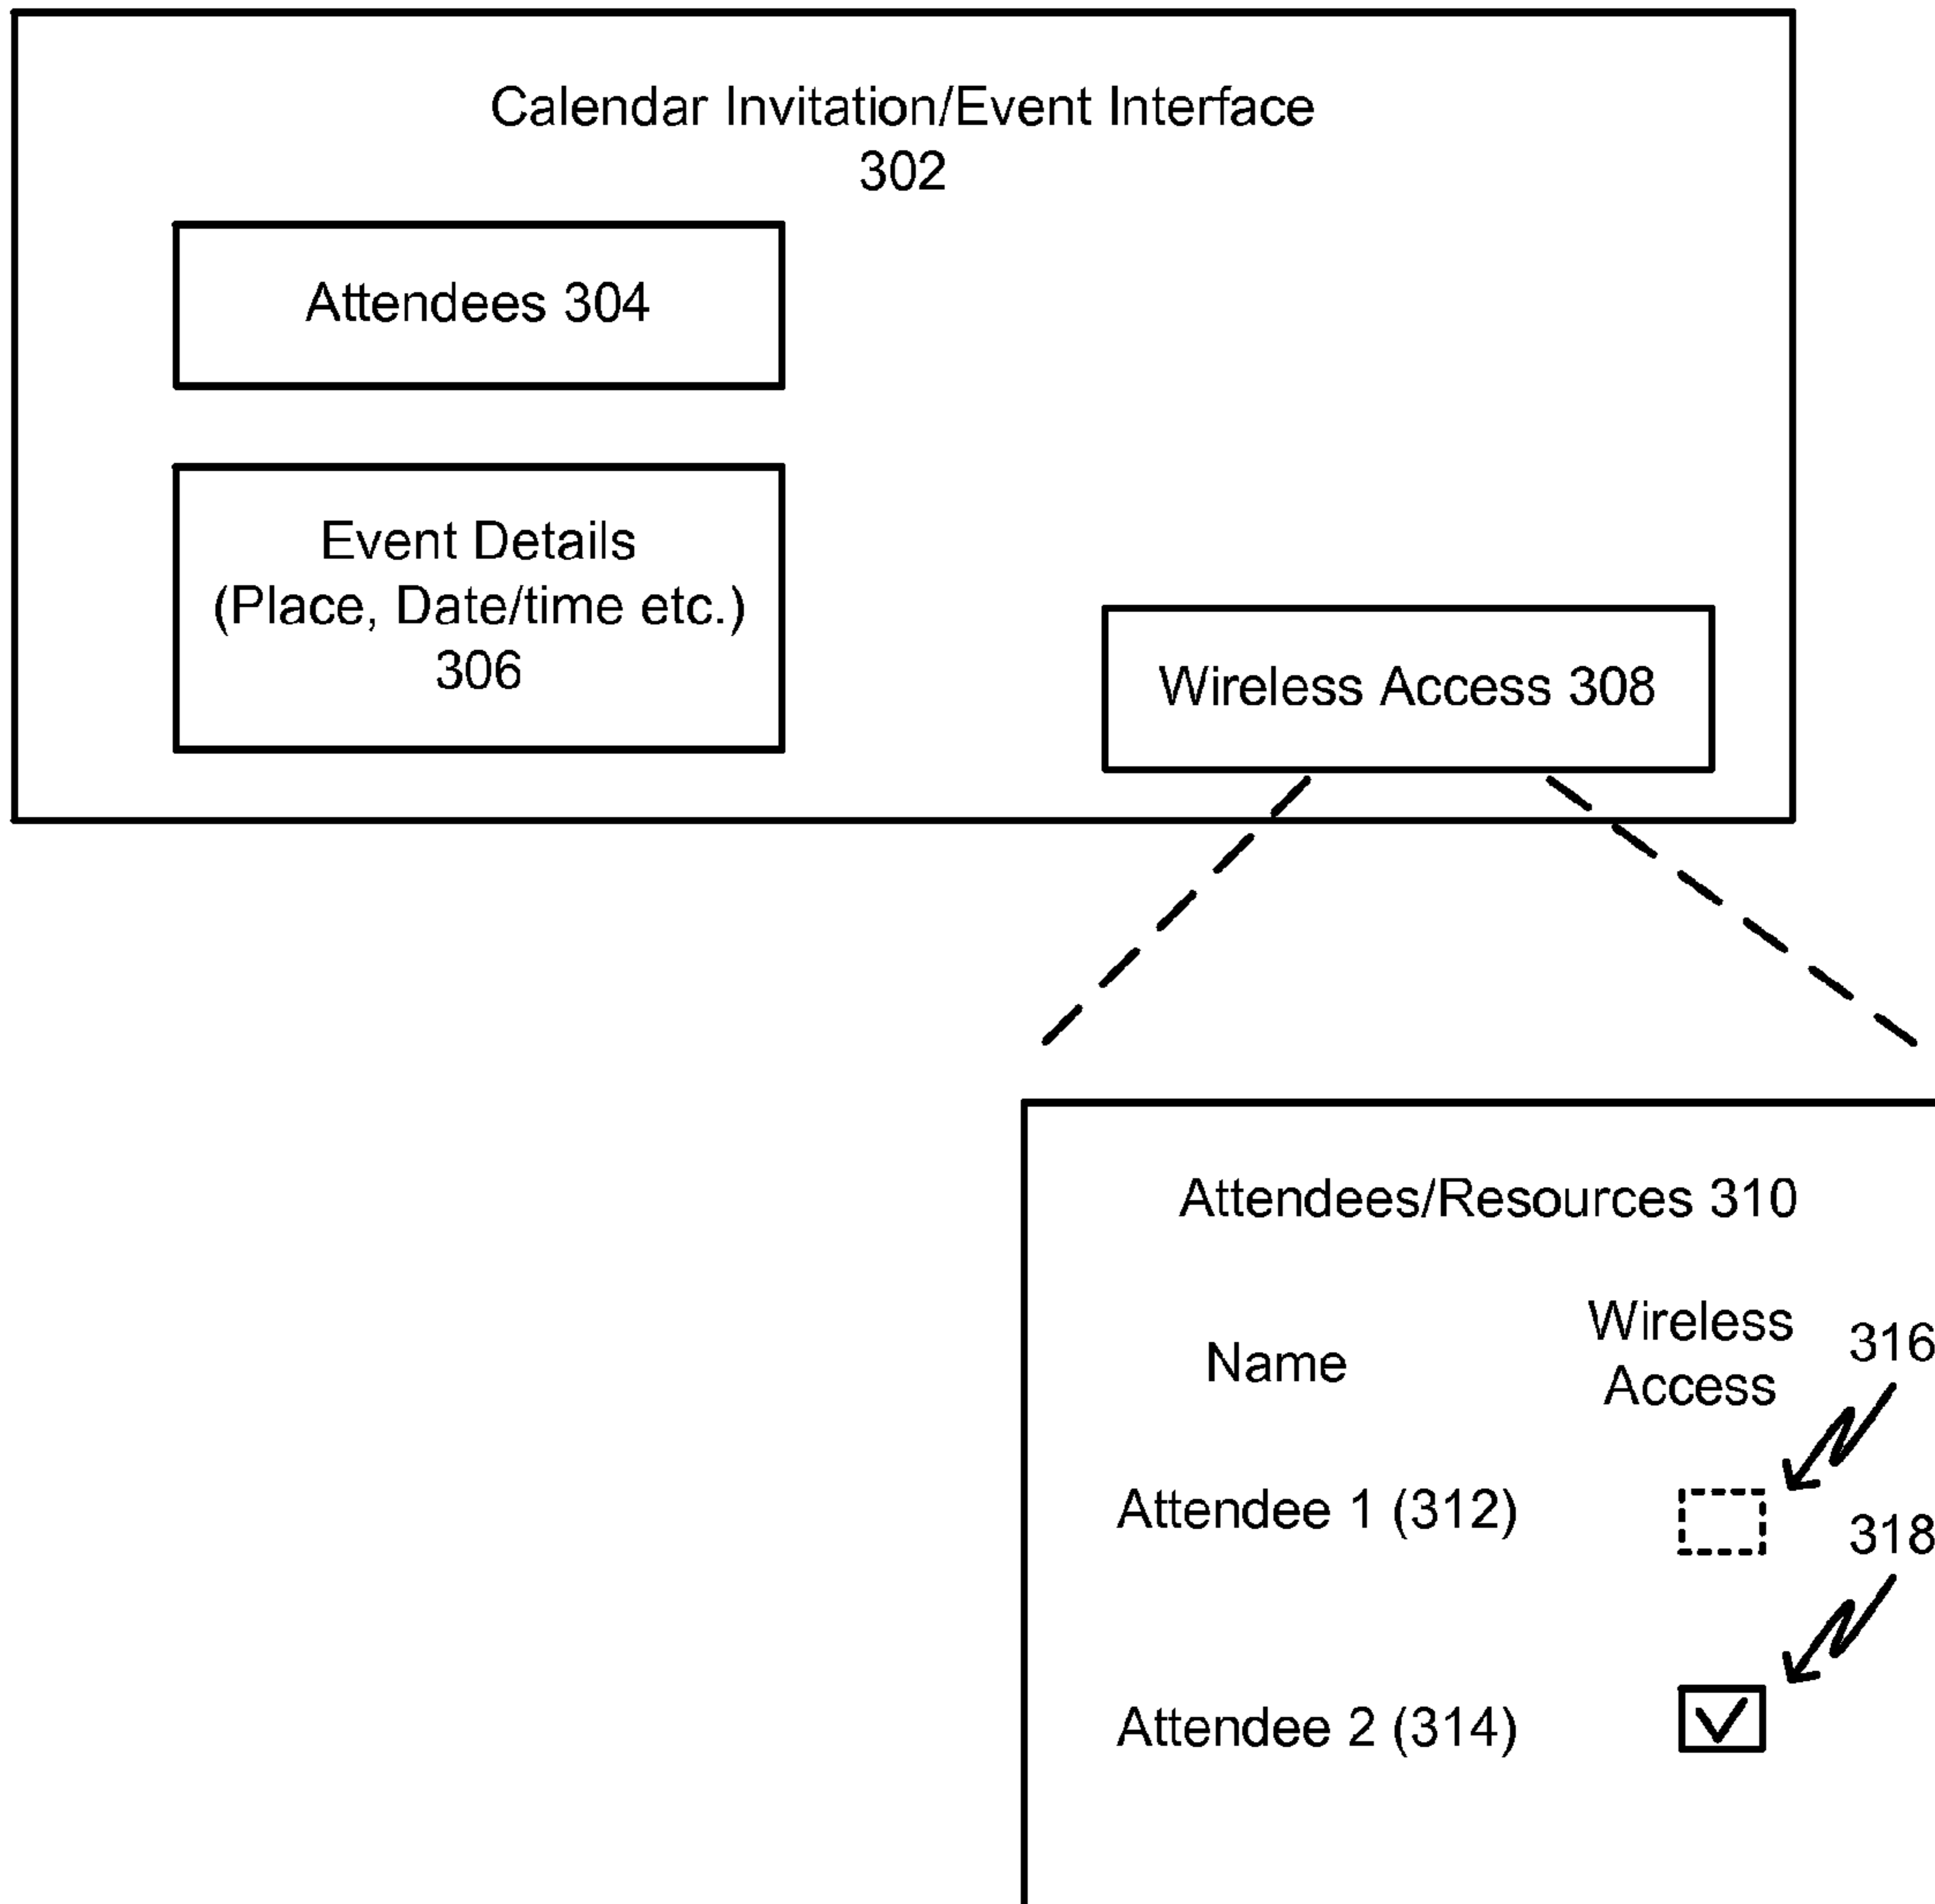 Calendar Invitation/Event Interface
302
Attendees 304
Event Details
(Place, Date/time etc.)
306
Wireless Access 308
Attendees/Resources 310
Name
Wireless
Access
316
Attendee 1 (312)
318
Attendee 2 (314)